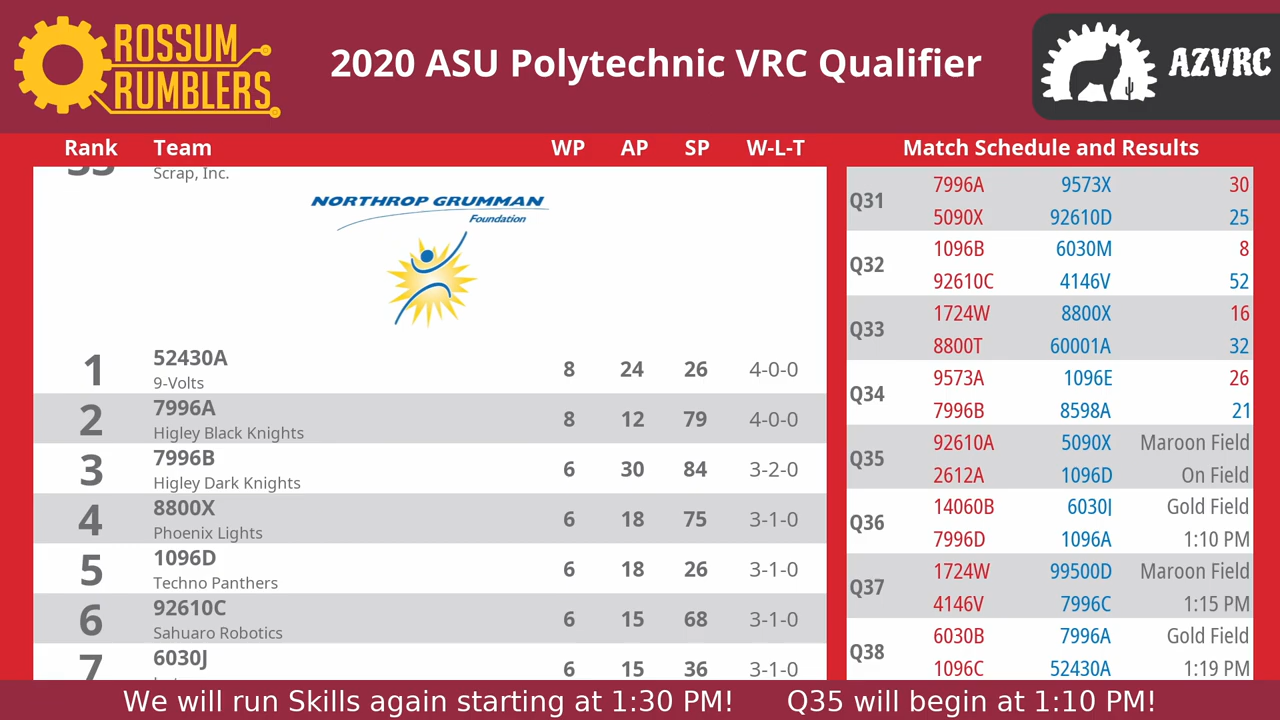 ROSSUM
RUMBLERS
2020 ASU Polytechnic VRC Qualifier
AZVRC
Rank Team WP AP SP W-L-T
Scrap, Inc.
NORTHROP GRUMMAN
Foundation
1 52430A 8 24 26 4-0-0
9-Volts
2 7996A 8 12 79 4-0-0
Higley Black Knights
3 7996B 6 30 84 3-2-0
Higley Dark Knights
4 8800X 6 18 75 3-1-0
Phoenix Lights
5 1096D 6 18 26 3-1-0
Techno Panthers
6 92610C 6 15 68 3-1-0
Sahuaro Robotics
7 6030J 6 15 36 3-1-0
Match Schedule and Results
Q31 7996A 9573X 30
5090X 92610D 25
Q32 1096B 6030M 8
92610C 4146V 52
Q33 1724W 8800X 16
8800T 60001A 32
Q34 9573A 1096E 26
7996B 8598A 21
Q35 92610A 5090X Maroon Field
2612A 1096D On Field
Q36 14060B 6030J Gold Field
7996D 1096A 1:10 PM
Q37 1724W 99500D Maroon Field
4146V 7996C 1:15 PM
Q38 6030B 7996A Gold Field
1096C 52430A 1:19 PM
We will run Skills again starting at 1:30 PM! Q35 will begin at 1:10 PM!